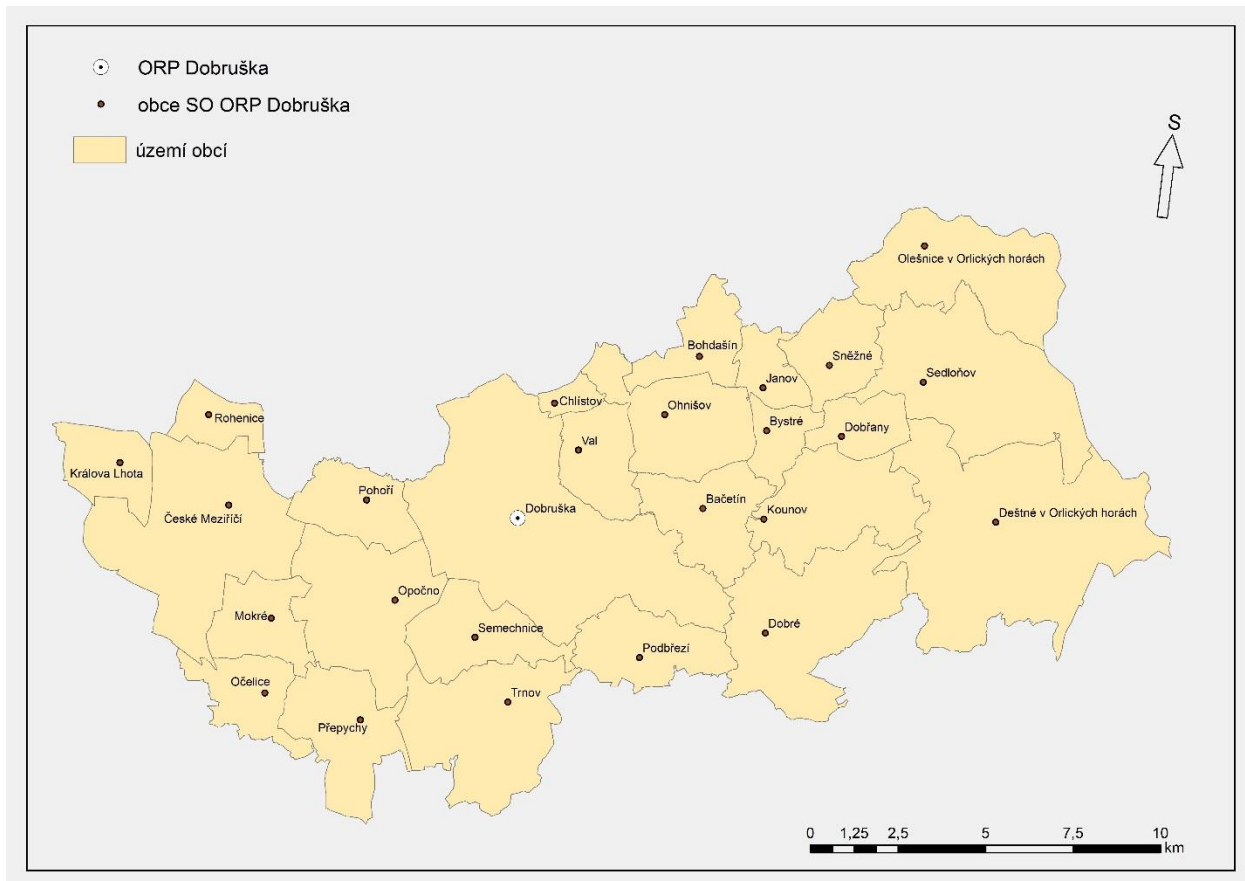 ORP Dobruška
obce SO ORP Dobruška
území obcí
S
Olešnice v Orlických horách
Bohdašín
Sněžné
Janov
Sedloňov
Chlístov
Ohnišov
Rohenice
Bystré
Dobřany
Val
Králova Lhota
Pohoří
Bačetín
Dobruška
Kounov
České Meziříčí
Deštné v Orlických horách
Opočno
Mokré
Semechnice
Dobré
Podbřezí
Očelice
Trnov
Přepychy
0 1,25 2,5 5 7,5 10
km